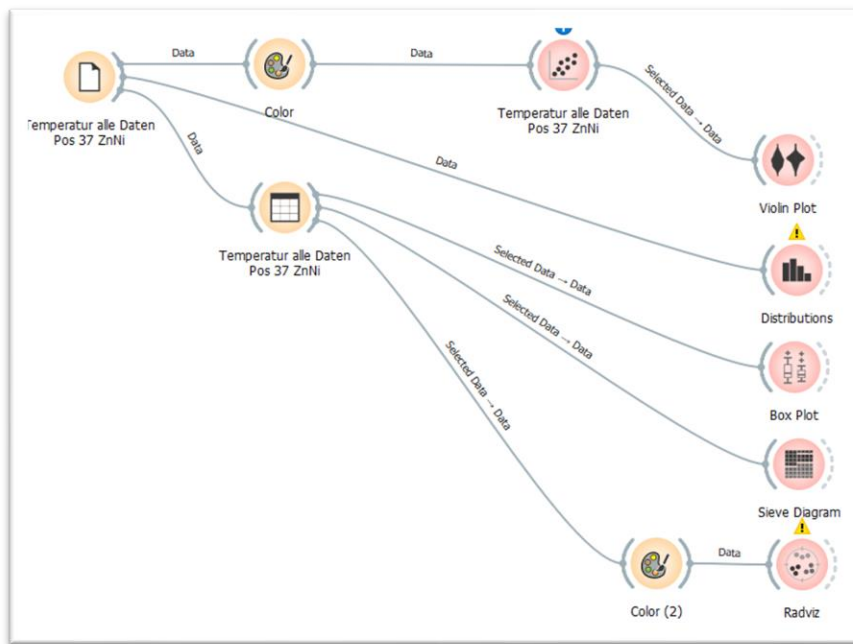 Data
Data
Color
Temperatur alle Daten
Pos 37 ZnNi
Temperatur alle Daten
Pos 37 ZnNi
Selected Data → Data
Data
Data
Violin Plot
Temperatur alle Daten
Pos 37 ZnNi
Selected Data → Data
Distributions
Selected Data → Data
Selected Data → Data
Box Plot
Sieve Diagram
Data
Color (2)
Radviz